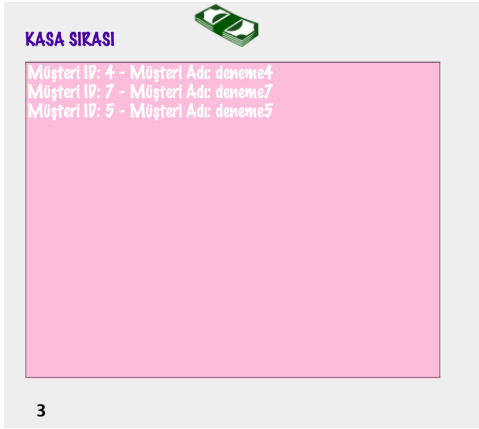 KASA SIRASI
Müşteri ID: 4 - Müşteri Adı: deneme4
Müşteri ID: 7 - Müşteri Adı: deneme7
Müşteri ID: 5 - Müşteri Adı: deneme5
3